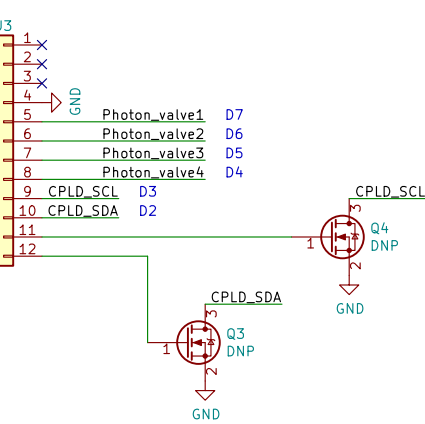 J3
1
2
3
4 GND
5 Photon_valve1 D7
6 Photon_valve2 D6
7 Photon_valve3 D5
8 Photon_valve4 D4
9 CPLD_SCL D3
10 CPLD_SDA D2
11
12
CPLD_SCL
3
Q4
1 DNP
2
GND
CPLD_SDA
3
Q3
1 DNP
2
GND